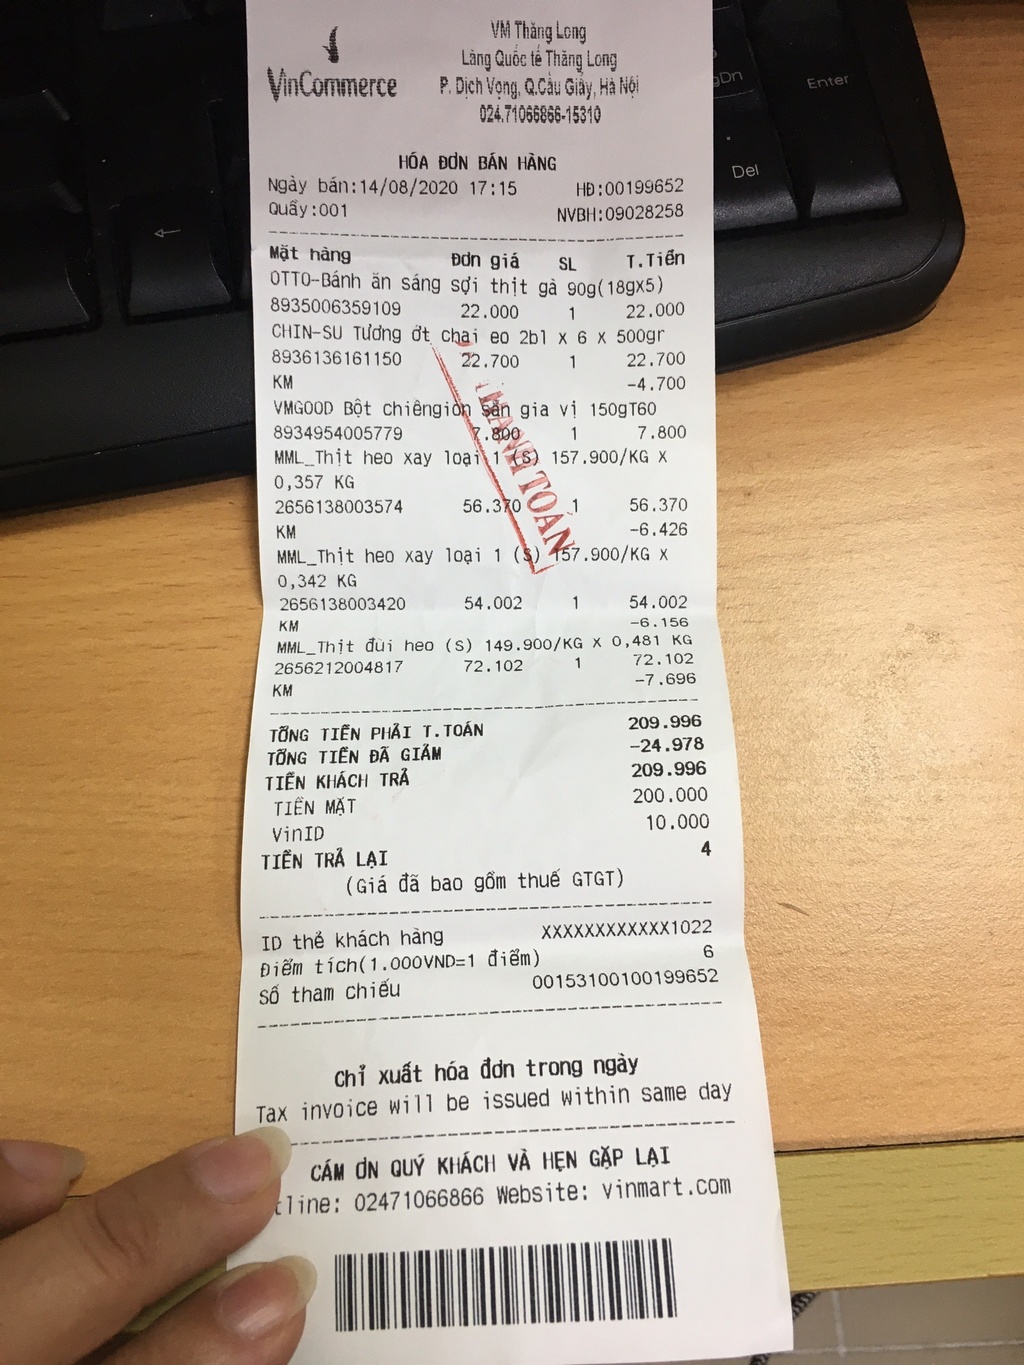 VinCommerce
VM Thăng Long
Làng Quốc tế Thăng Long
P. Dịch Vọng, Q.Cầu Giấy, Hà Nội
024.71066866-15310
HÓA ĐƠN BÁN HÀNG
Ngày bán:14/08/2020 17:15 HĐ:00199652
Quầy:001 NVBH:09028258
Mặt hàng Đơn giá SL T.Tiền
OTTO-Bánh ăn sáng sợi thịt gà 90g(18gX5)
8935006359109 22.000 1 22.000
CHIN-SU Tương ớt chai eo 2bl x 6 x 500gr
8936136161150 22.700 1 22.700
KM -4.700
VMGOOD Bột chiêngiòn sẵn gia vị 150gT60
8934954005779 7.800 1 7.800
MML_Thịt heo xay loại 1 (S) 157.900/KG X
0,357 KG
2656138003574 56.370 1 56.370
KM -6.426
MML_Thịt heo xay loại 1 (S) 157.900/KG X
0,342 KG
2656138003420 54.002 1 54.002
KM -6.156
MML_Thịt đùi heo (S) 149.900/KG X 0,481 KG
2656212004817 72.102 1 72.102
KM -7.696
THANH TOÁN
TỔNG TIỀN PHẢI T.TOÁN 209.996
TỔNG TIỀN ĐÃ GIẢM -24.978
TIỀN KHÁCH TRẢ 209.996
TIỀN MẶT 200.000
VinID 10.000
TIỀN TRẢ LẠI 4
(Giá đã bao gồm thuế GTGT)
ID thẻ khách hàng XXXXXXXXXXXX1022
Điểm tích(1.000VND=1 điểm) 6
Số tham chiếu 00153100100199652
Chỉ xuất hóa đơn trong ngày
Tax invoice will be issued within same day
CÁM ƠN QUÝ KHÁCH VÀ HẸN GẶP LẠI
tline: 02471066866 Website: vinmart.com
gDn
Enter
Del